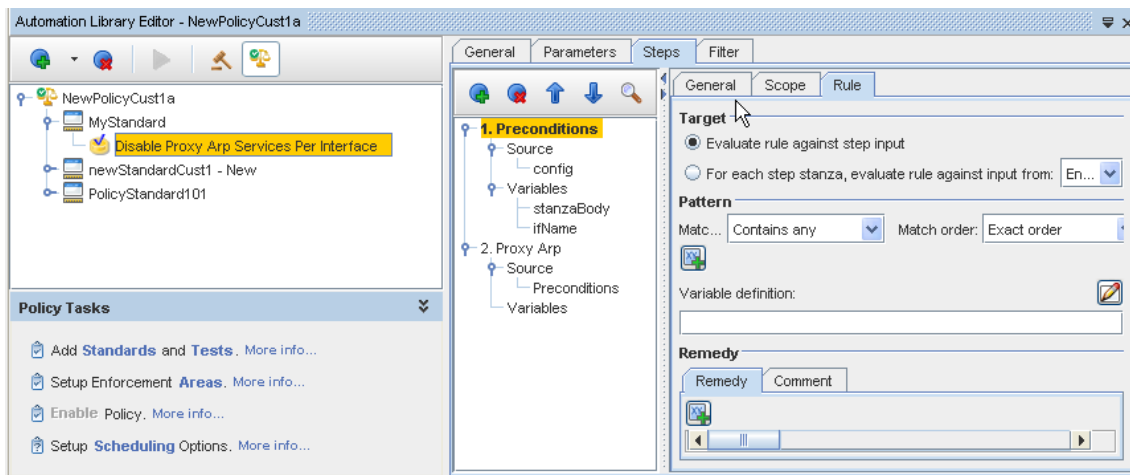 Automation Library Editor - NewPolicyCust1a
General Parameters Steps Filter
NewPolicyCust1a
MyStandard
Disable Proxy Arp Services Per Interface
newStandardCust1 - New
PolicyStandard101
Policy Tasks
Add Standards and Tests. More info...
Setup Enforcement Areas. More info...
Enable Policy. More info...
Setup Scheduling Options. More info...
1. Preconditions
Source
config
Variables
stanzaBody
ifName
2. Proxy Arp
Source
Preconditions
Variables
General Scope Rule
Target
Evaluate rule against step input
For each step stanza, evaluate rule against input from: En...
Pattern
Matc... Contains any Match order: Exact order
Variable definition:
Remedy
Remedy Comment